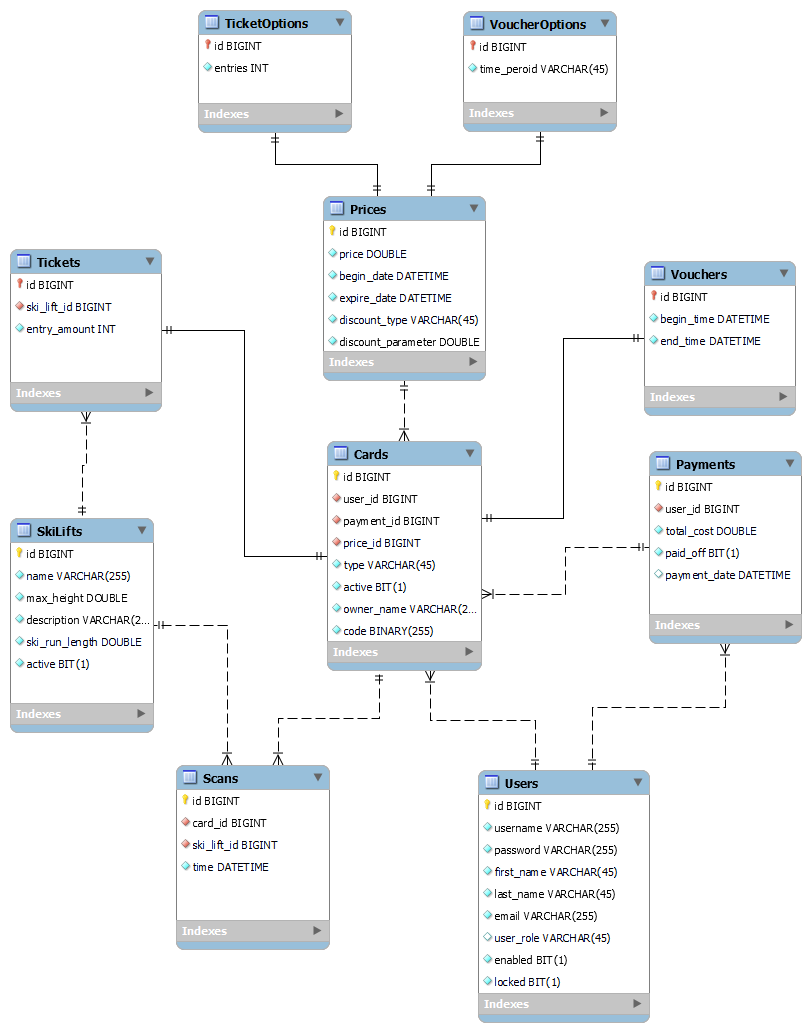 TicketOptions
id BIGINT
entries INT
Indexes
VoucherOptions
id BIGINT
time_peroid VARCHAR(45)
Indexes
Prices
id BIGINT
price DOUBLE
begin_date DATETIME
expire_date DATETIME
discount_type VARCHAR(45)
discount_parameter DOUBLE
Indexes
Tickets
id BIGINT
ski_lift_id BIGINT
entry_amount INT
Indexes
Vouchers
id BIGINT
begin_time DATETIME
end_time DATETIME
Indexes
Cards
id BIGINT
user_id BIGINT
payment_id BIGINT
price_id BIGINT
type VARCHAR(45)
active BIT(1)
owner_name VARCHAR(2...
code BINARY(255)
Indexes
Payments
id BIGINT
user_id BIGINT
total_cost DOUBLE
paid_off BIT(1)
payment_date DATETIME
Indexes
SkiLifts
id BIGINT
name VARCHAR(255)
max_height DOUBLE
description VARCHAR(2...
ski_run_length DOUBLE
active BIT(1)
Indexes
Scans
id BIGINT
card_id BIGINT
ski_lift_id BIGINT
time DATETIME
Indexes
Users
id BIGINT
username VARCHAR(255)
password VARCHAR(255)
first_name VARCHAR(45)
last_name VARCHAR(45)
email VARCHAR(255)
user_role VARCHAR(45)
enabled BIT(1)
locked BIT(1)
Indexes